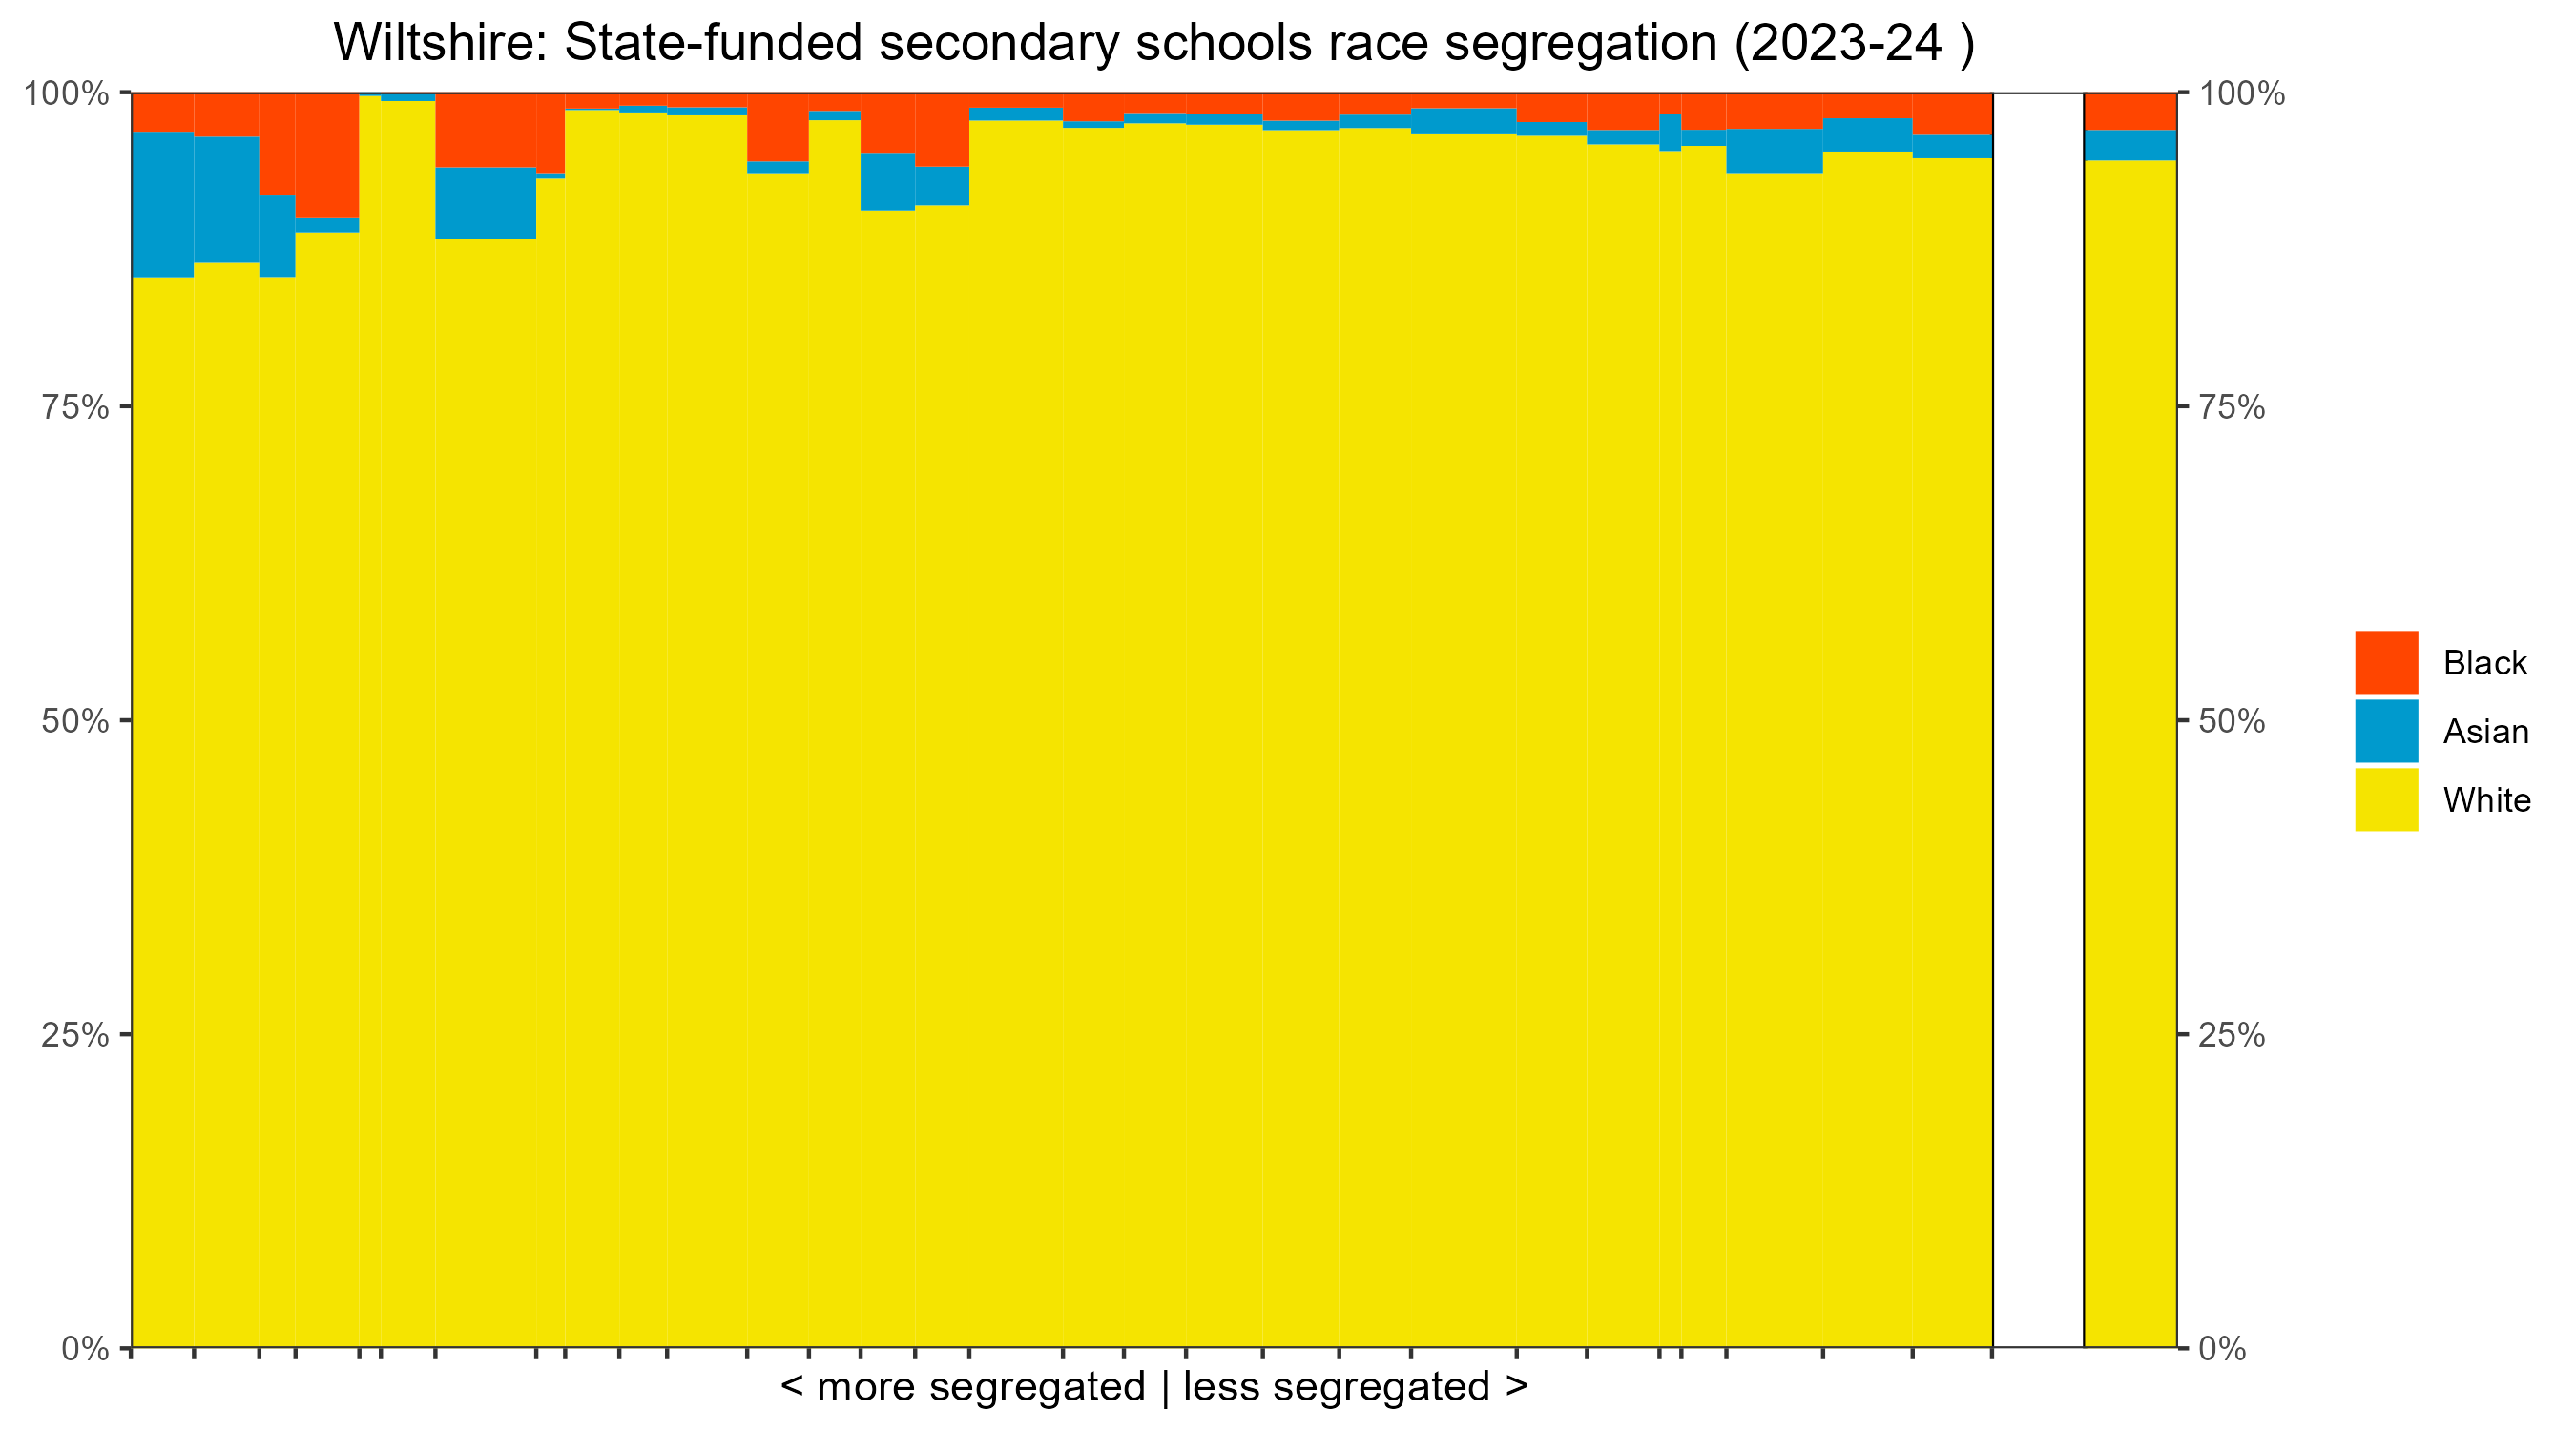 Wiltshire: State-funded secondary schools race segregation (2023-24 )
100%
75%
50%
25%
0%
100%
75%
50%
25%
0%
Black
Asian
White
< more segregated | less segregated >